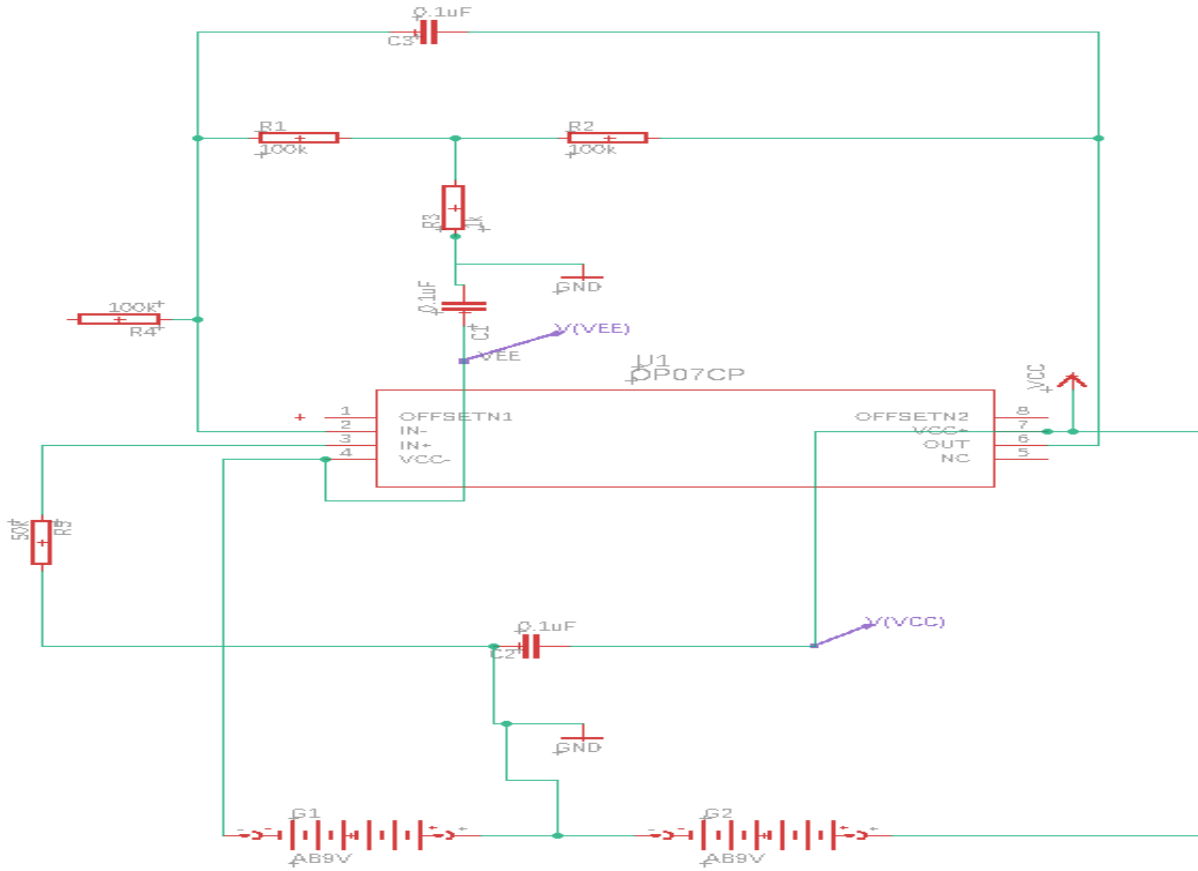 0.1uF
C3
R1
R2
100k
100k
R3
1k
GND
0.1uF
C1
100k
R4
V(VEE)
VEE
U1
OP07CP
VCC
1
OFFSETN1
OFFSETN2
8
2
IN-
VCC+
7
3
IN+
OUT
6
4
VCC-
NC
5
50k
R5
0.1uF
C2
V(VCC)
GND
G1
G2
AB9V
AB9V